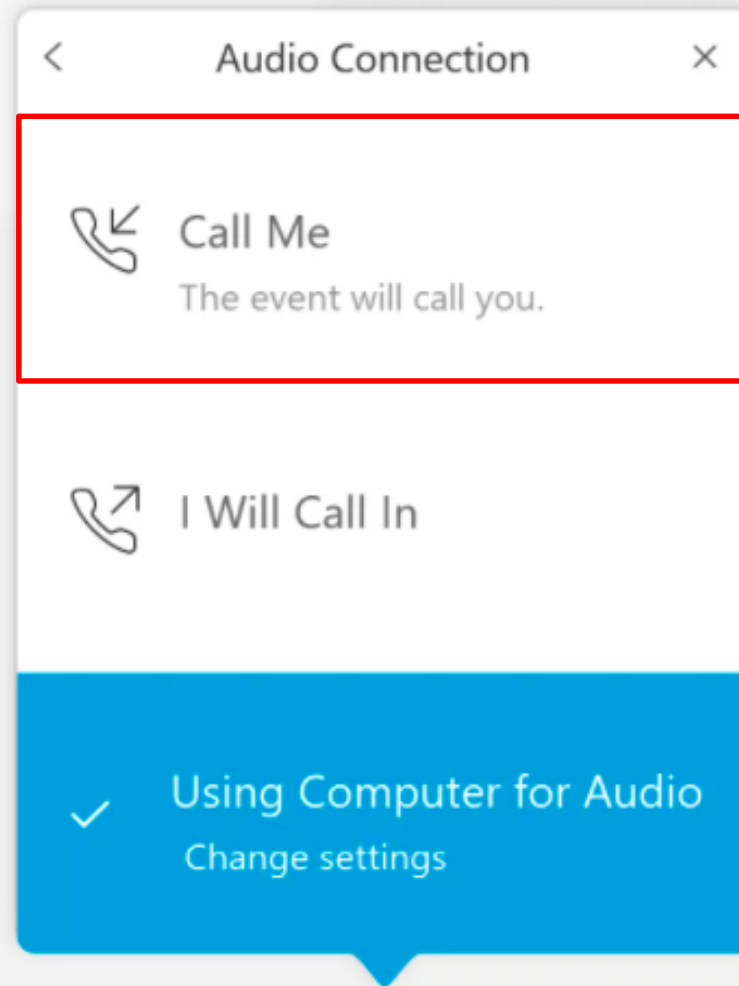 Audio Connection
Call Me
The event will call you.
I Will Call In
Using Computer for Audio
Change settings